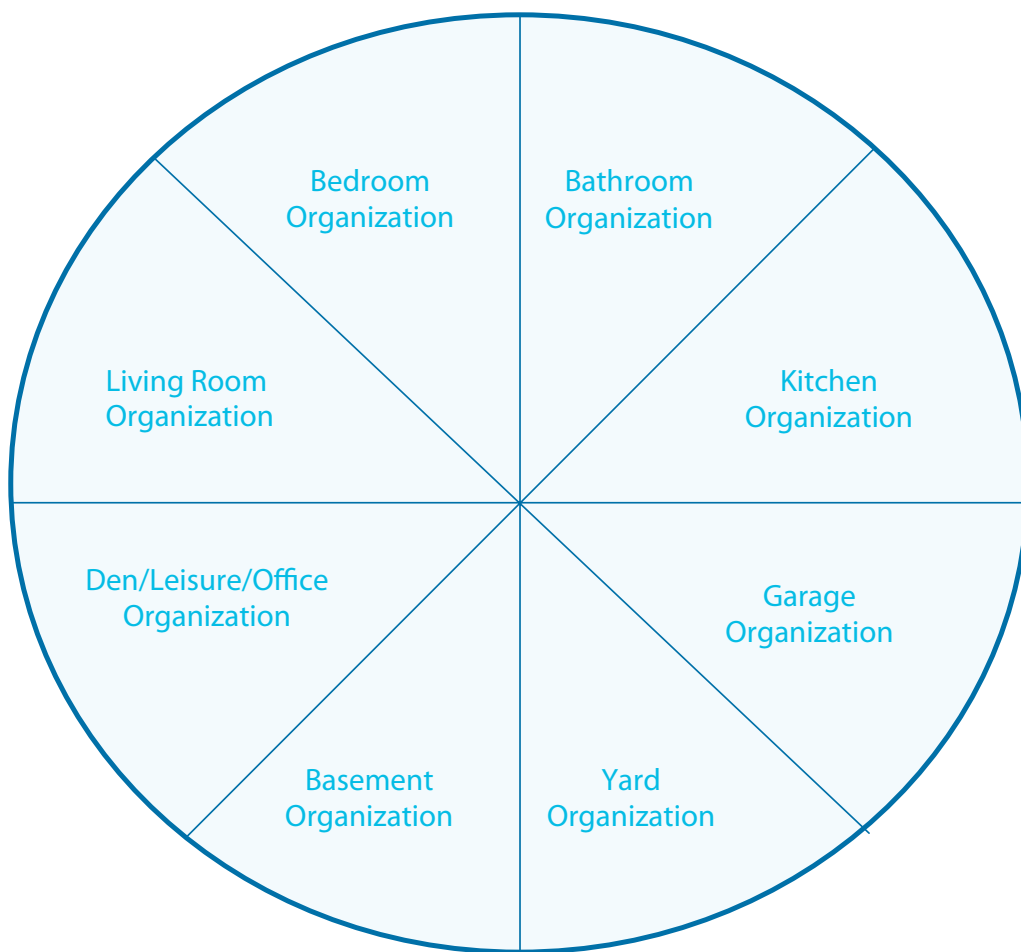 Bedroom
Organization
Bathroom
Organization
Living Room
Organization
Kitchen
Organization
Den/Leisure/Office
Organization
Garage
Organization
Basement
Organization
Yard
Organization